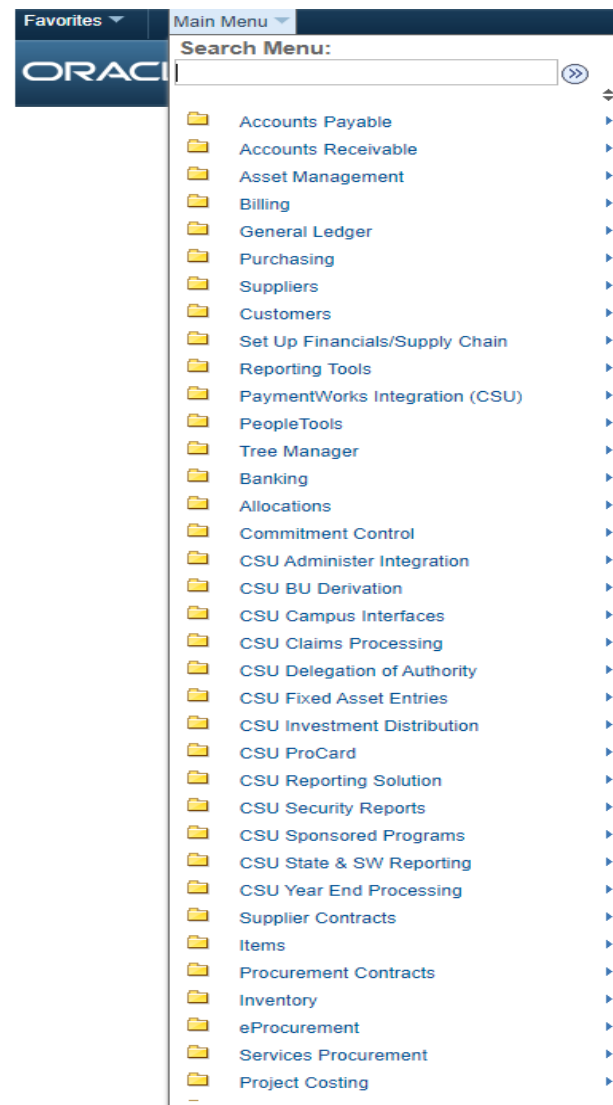 Favorites Main Menu
Search Menu:
ORACL
Accounts Payable
Accounts Receivable
Asset Management
Billing
General Ledger
Purchasing
Suppliers
Customers
Set Up Financials/Supply Chain
Reporting Tools
PaymentWorks Integration (CSU)
PeopleTools
Tree Manager
Banking
Allocations
Commitment Control
CSU Administer Integration
CSU BU Derivation
CSU Campus Interfaces
CSU Claims Processing
CSU Delegation of Authority
CSU Fixed Asset Entries
CSU Investment Distribution
CSU ProCard
CSU Reporting Solution
CSU Security Reports
CSU Sponsored Programs
CSU State & SW Reporting
CSU Year End Processing
Supplier Contracts
Items
Procurement Contracts
Inventory
eProcurement
Services Procurement
Project Costing